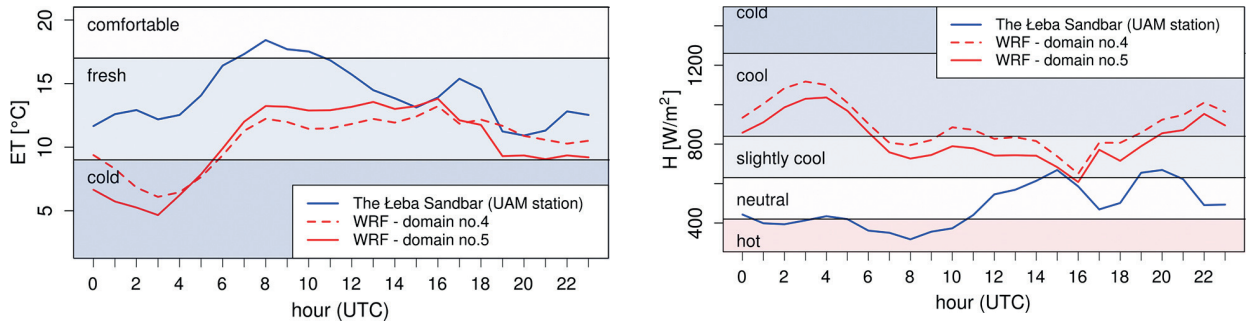 20
15
10
5
ET [°C]
comfortable
fresh
cold
The Łeba Sandbar (UAM station)
WRF - domain no.4
WRF - domain no.5
0 2 4 6 8 10 12 14 16 18 20 22
hour (UTC)
1200
800
400
H [W/m²]
cold
cool
slightly cool
neutral
hot
The Łeba Sandbar (UAM station)
WRF - domain no.4
WRF - domain no.5
0 2 4 6 8 10 12 14 16 18 20 22
hour (UTC)